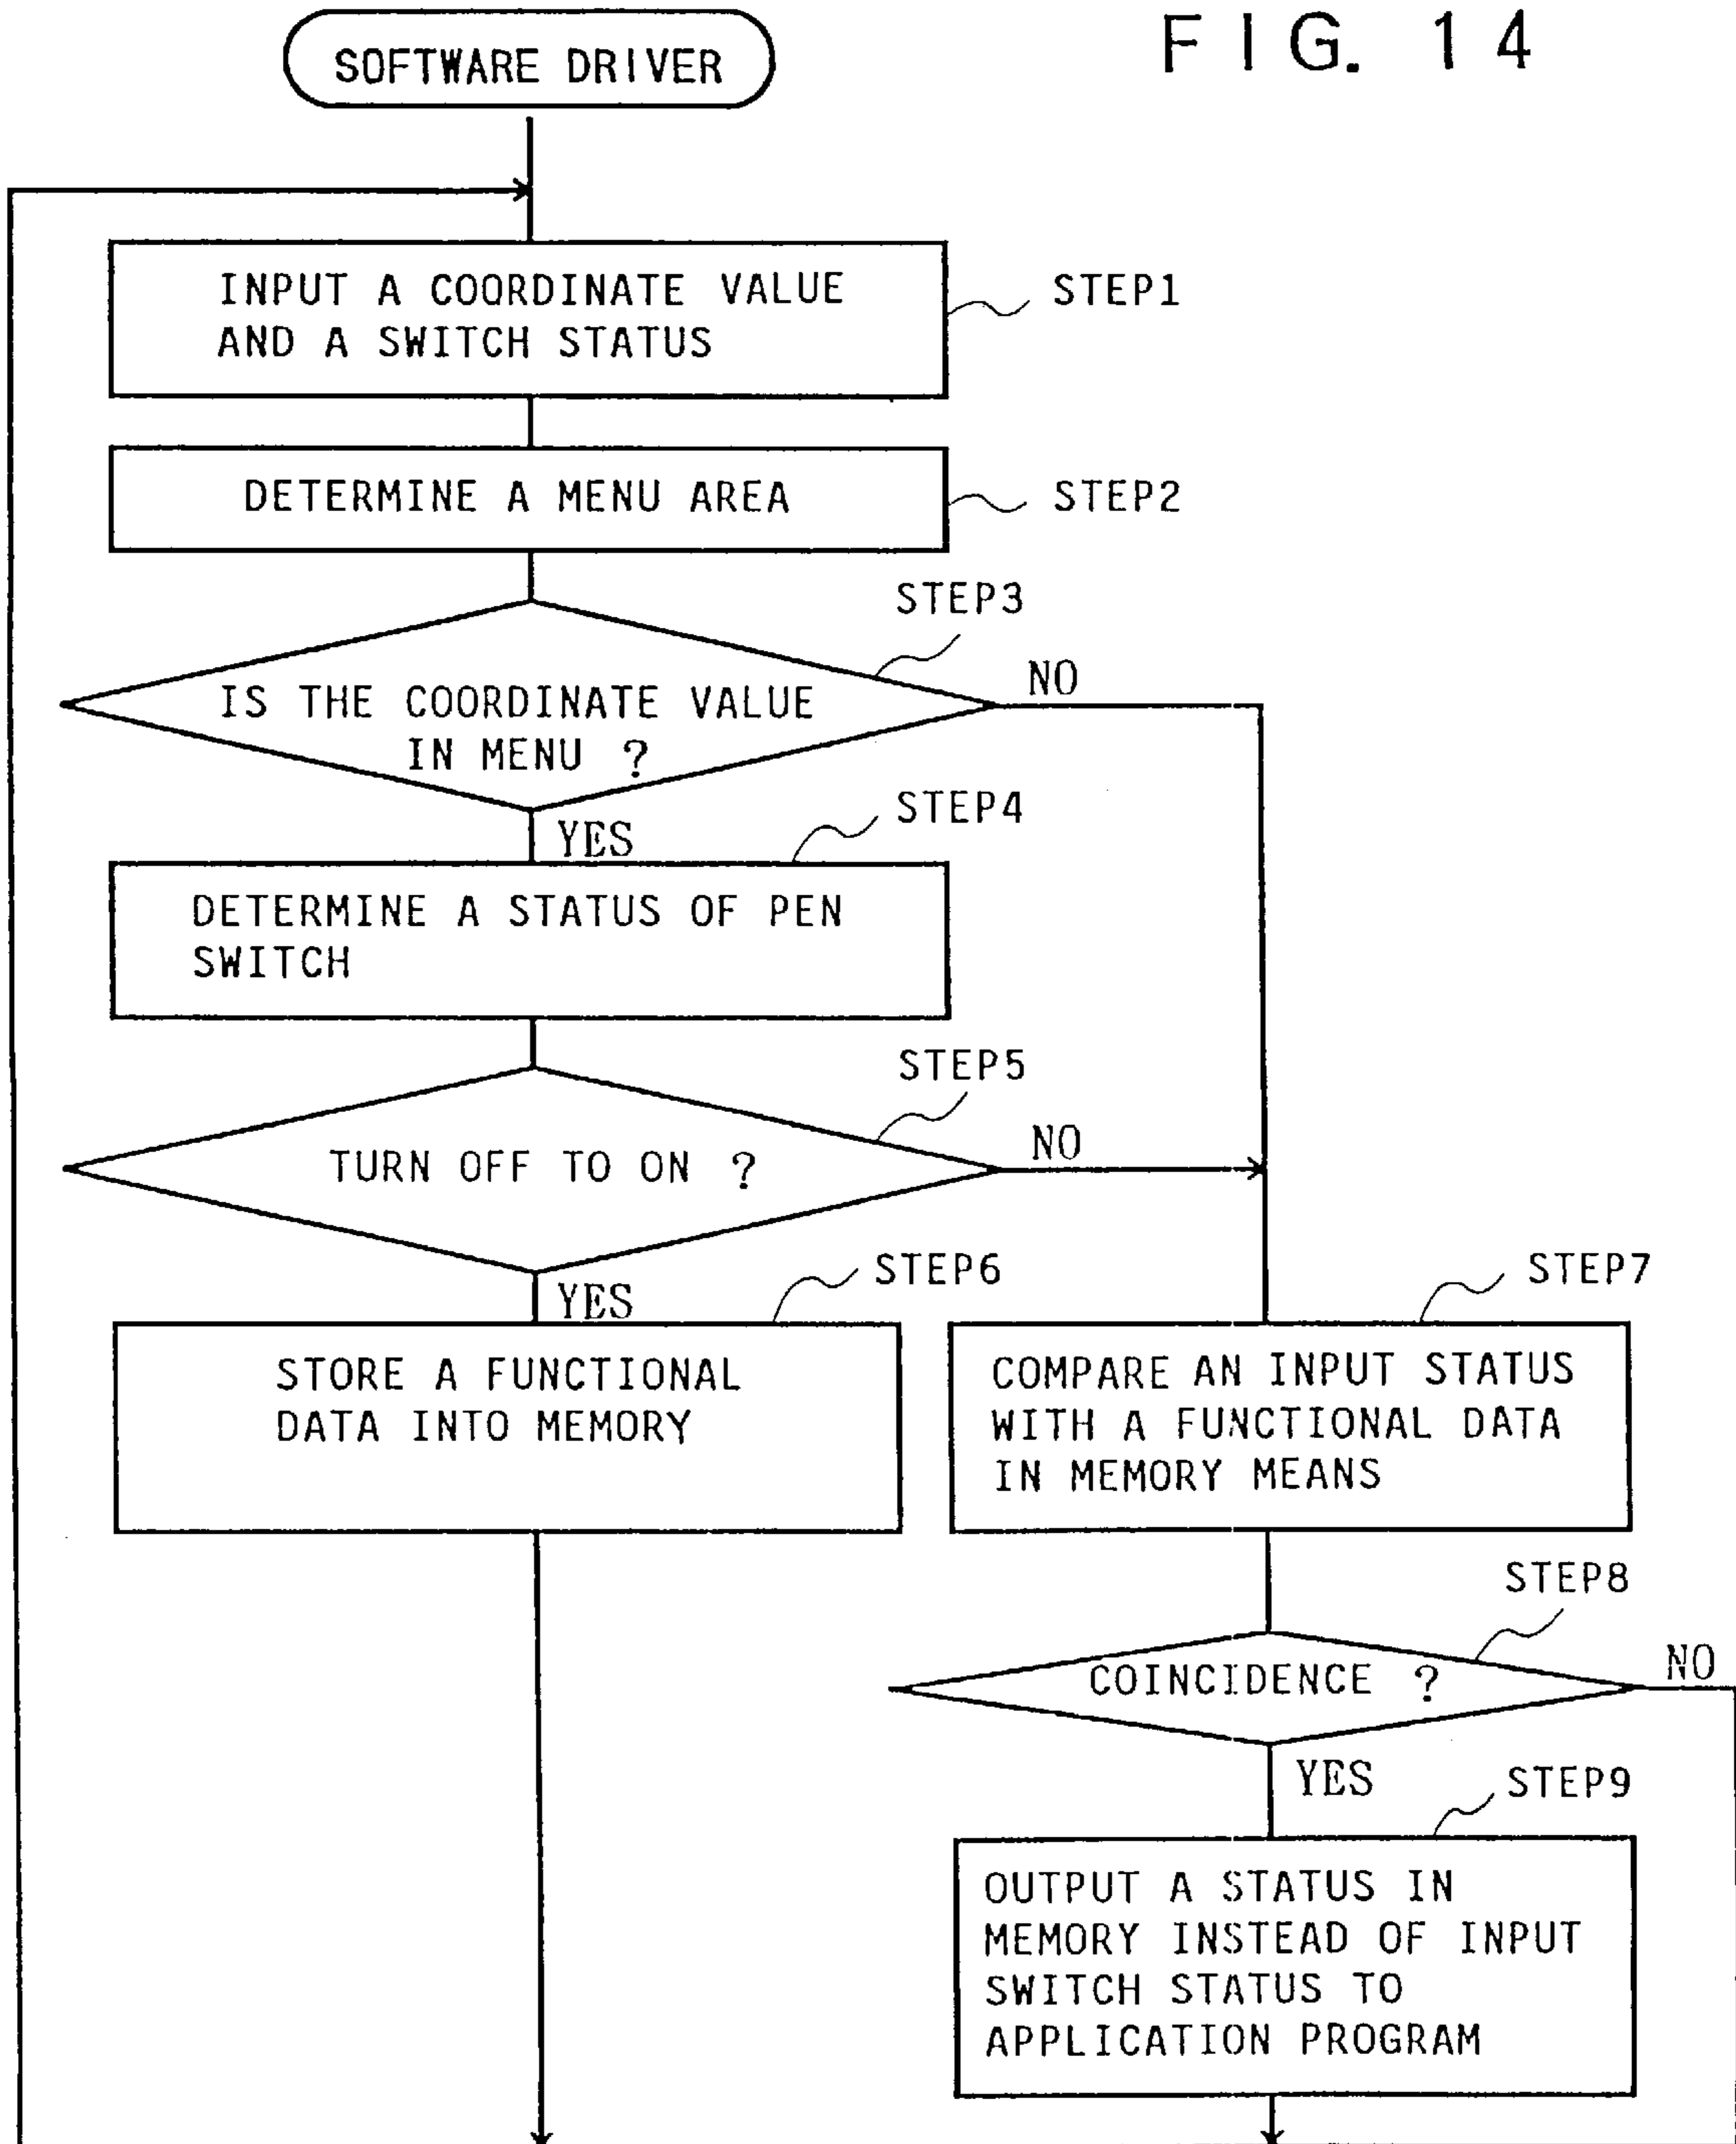 FIG. 14
SOFTWARE DRIVER
INPUT A COORDINATE VALUE
AND A SWITCH STATUS
STEP1
DETERMINE A MENU AREA
STEP2
STEP3
IS THE COORDINATE VALUE
IN MENU ?
NO
YES
STEP4
DETERMINE A STATUS OF PEN
SWITCH
STEP5
TURN OFF TO ON ?
NO
YES
STEP6
STORE A FUNCTIONAL
DATA INTO MEMORY
STEP7
COMPARE AN INPUT STATUS
WITH A FUNCTIONAL DATA
IN MEMORY MEANS
STEP8
COINCIDENCE ?
NO
YES
STEP9
OUTPUT A STATUS IN
MEMORY INSTEAD OF INPUT
SWITCH STATUS TO
APPLICATION PROGRAM